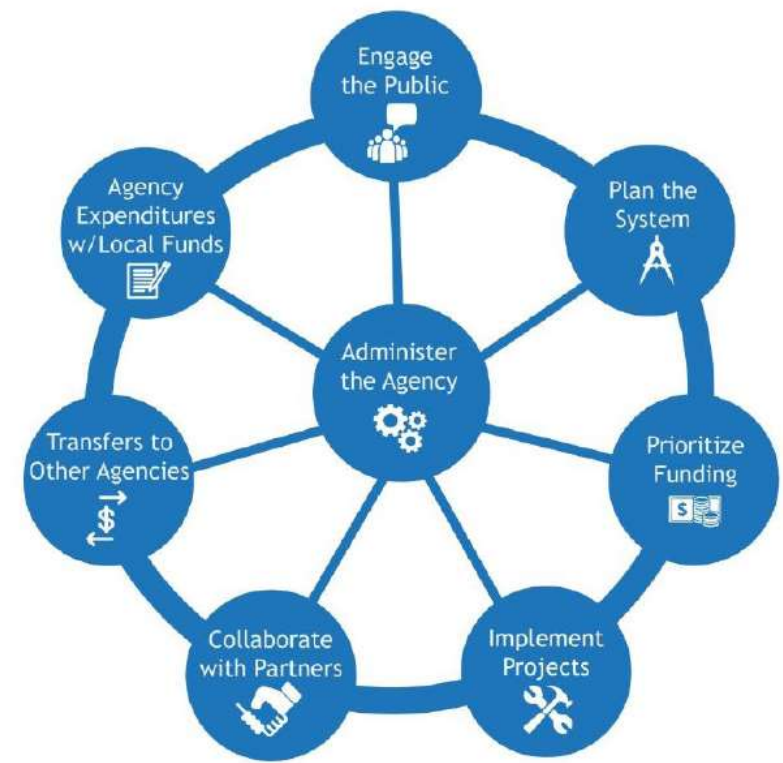 Engage
the Public
Plan the
System
Prioritize
Funding
$
Implement
Projects
Collaborate
with Partners
Transfers to
Other Agencies
$
Agency
Expenditures
w/Local Funds
Administer
the Agency